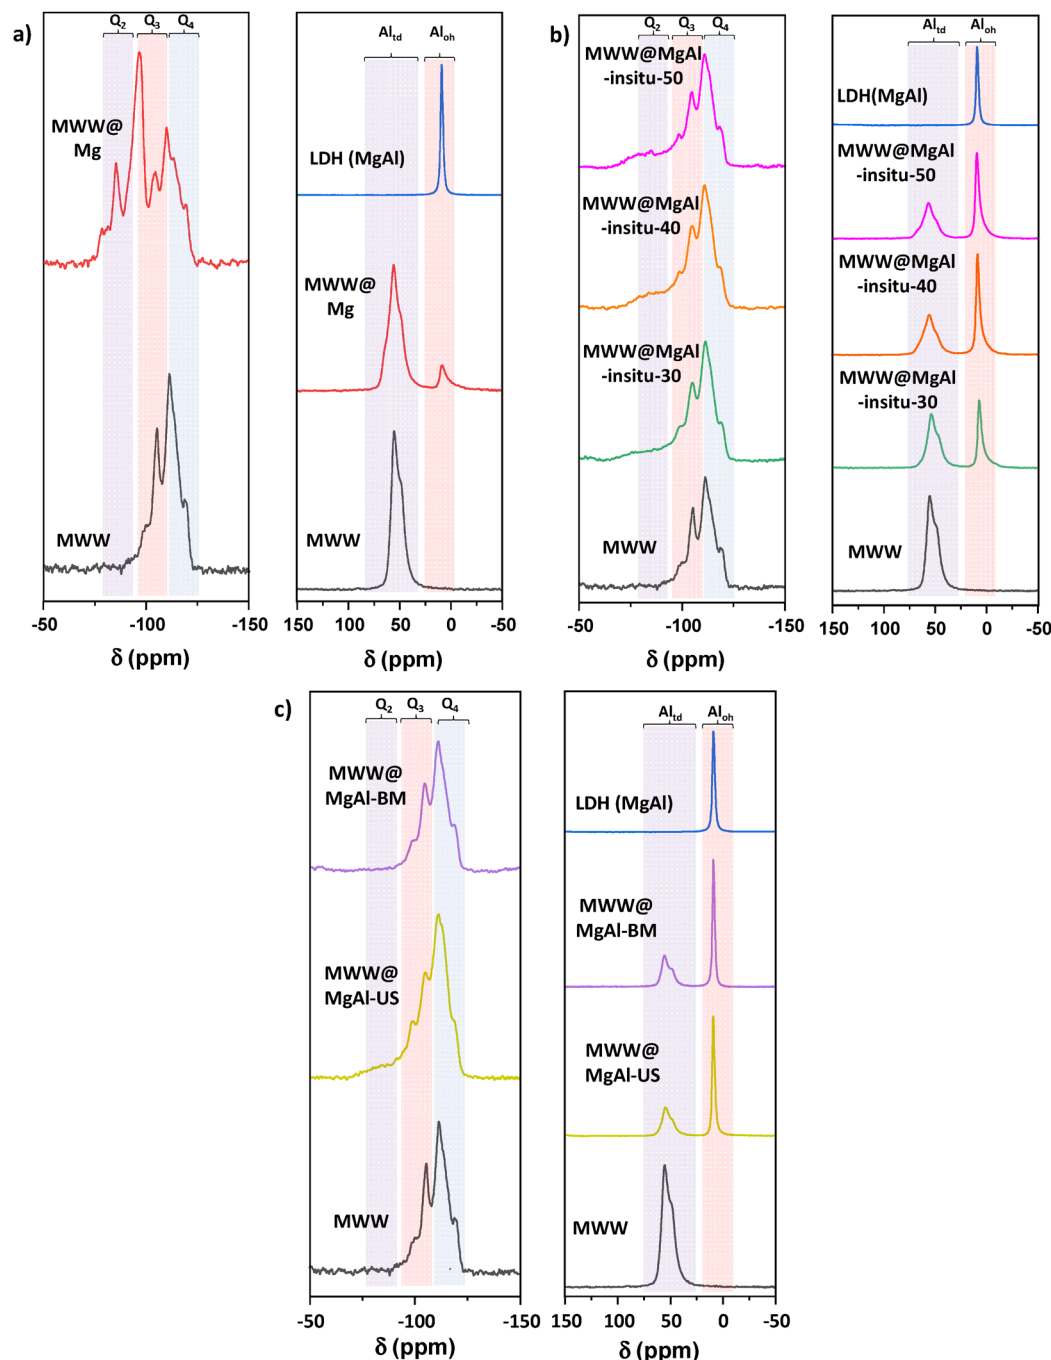 a)
Q2 Q3 Q4
MWW@
Mg
MWW
-50 -100 -150
δ (ppm)
Altd Aloh
LDH (MgAl)
MWW@
Mg
MWW
150 100 50 0 -50
δ (ppm)
b)
Q2 Q3 Q4
MWW@MgAl
-insitu-50
MWW@MgAl
-insitu-40
MWW@MgAl
-insitu-30
MWW
-50 -100 -150
δ (ppm)
Altd Aloh
LDH(MgAl)
MWW@MgAl
-insitu-50
MWW@MgAl
-insitu-40
MWW@MgAl
-insitu-30
MWW
150 100 50 0 -50
δ (ppm)
c)
Q2 Q3 Q4
MWW@
MgAl-BM
MWW@
MgAl-US
MWW
-50 -100 -150
δ (ppm)
Altd Aloh
LDH (MgAl)
MWW@
MgAl-BM
MWW@
MgAl-US
MWW
150 100 50 0 -50
δ (ppm)